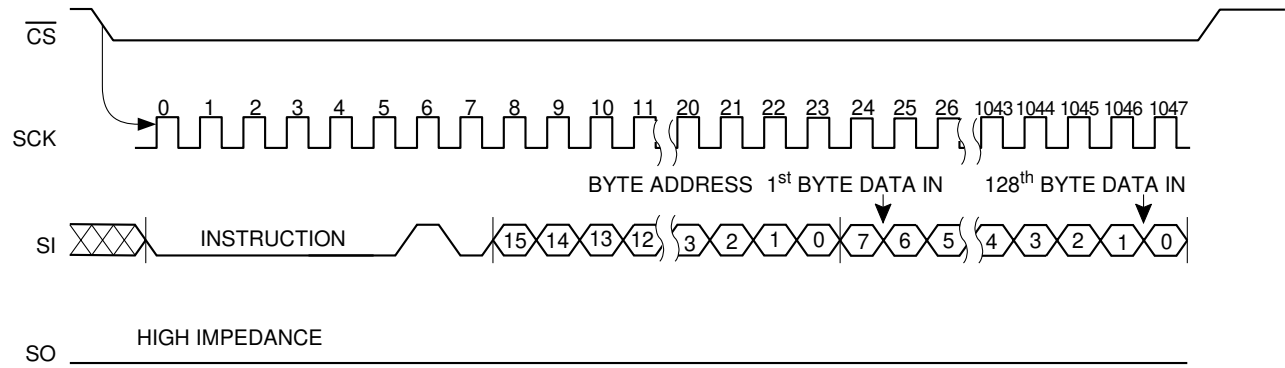 CS
0 1 2 3 4 5 6 7 8 9 10 11 20 21 22 23 24 25 26 1043 1044 1045 1046 1047
SCK
BYTE ADDRESS 1st BYTE DATA IN 128th BYTE DATA IN
SI INSTRUCTION 15 14 13 12 3 2 1 0 7 6 5 4 3 2 1 0
HIGH IMPEDANCE
SO